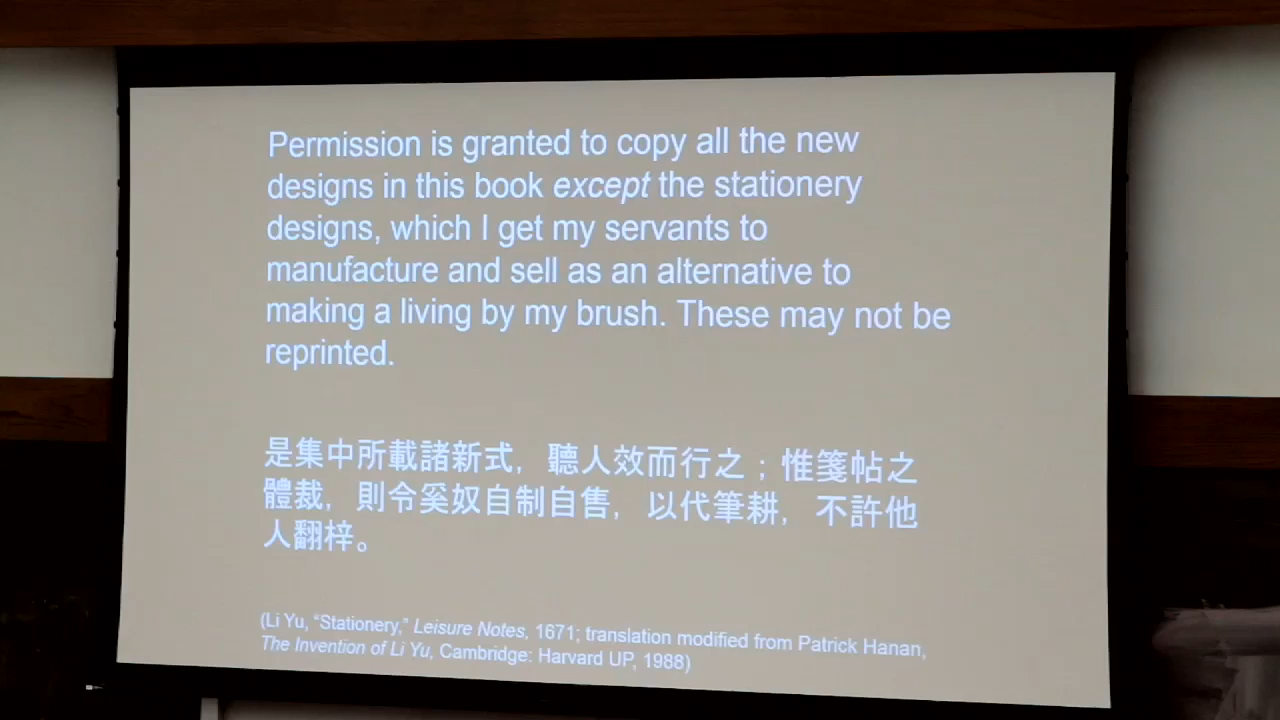 Permission is granted to copy all the new
designs in this book except the stationery
designs, which I get my servants to
manufacture and sell as an alternative to
making a living by my brush. These may not be
reprinted.
是集中所載諸新式,聽人效而行之;惟箋帖之
體裁,則令奚奴自制自售,以代筆耕,不許他
人翻梓。
(Li Yu, “Stationery,” Leisure Notes, 1671; translation modified from Patrick Hanan,
The Invention of Li Yu, Cambridge: Harvard UP, 1988)